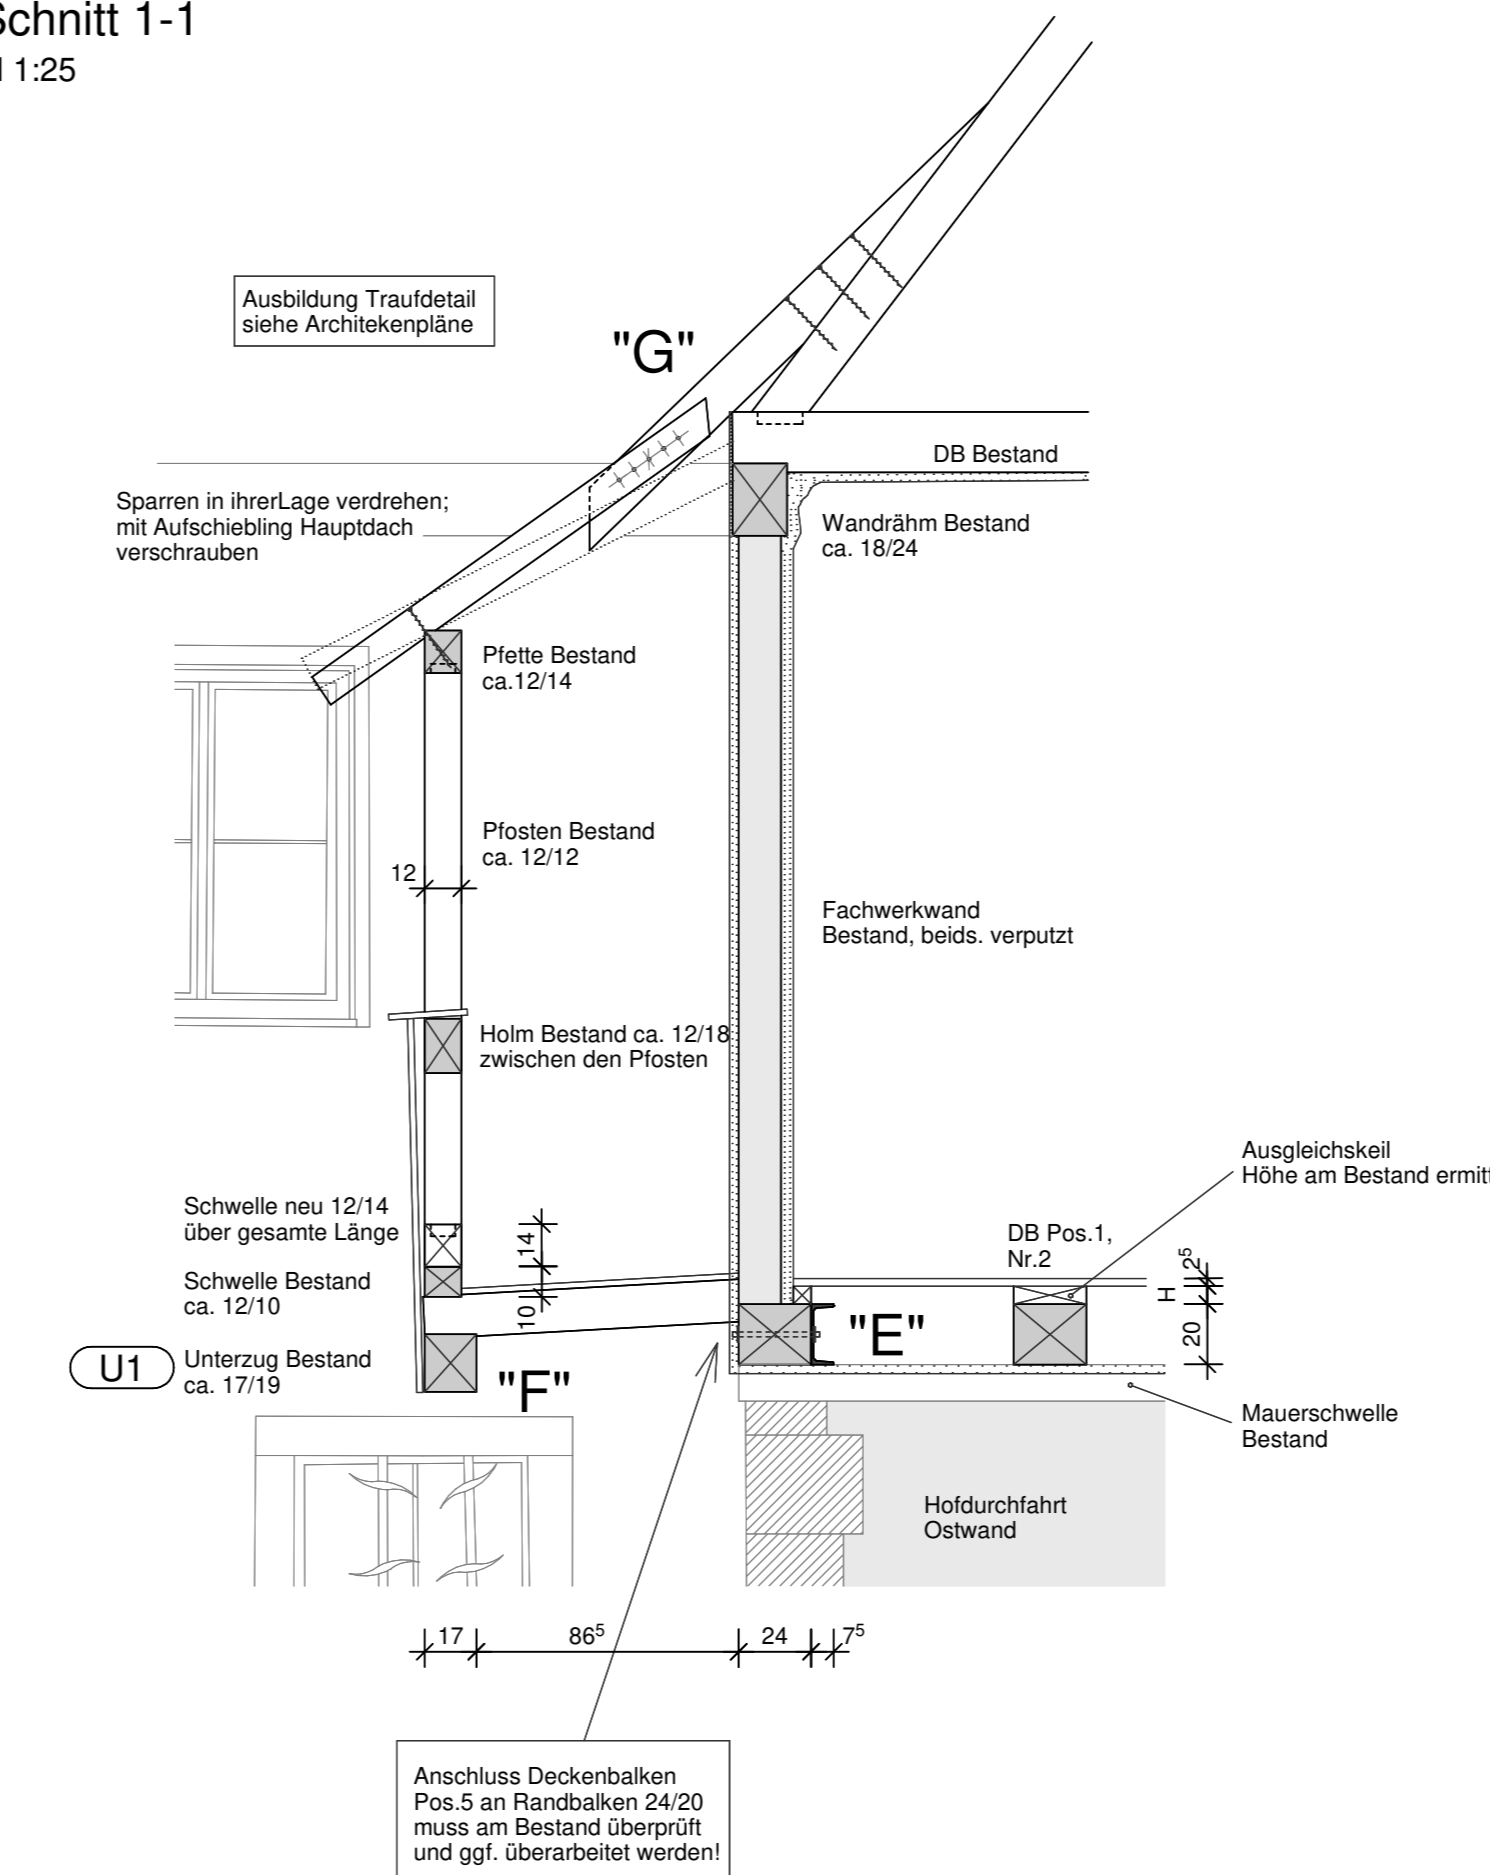 Schnitt 1-1
1:25
Ausbildung Traufdetail
siehe Architekenpläne
"G"
DB Bestand
Sparren in ihrerLage verdrehen;
mit Aufschiebling Hauptdach
verschrauben
Wandrähm Bestand
ca. 18/24
Pfette Bestand
ca.12/14
Pfosten Bestand
ca. 12/12
12
Fachwerkwand
Bestand, beids. verputzt
Holm Bestand ca. 12/18
zwischen den Pfosten
Ausgleichskeil
Höhe am Bestand ermitt
Schwelle neu 12/14
über gesamte Länge
14
DB Pos.1,
Nr.2
2⁵
Schwelle Bestand
ca. 12/10
10
H
"E"
20
U1
Unterzug Bestand
ca. 17/19
"F"
Mauerschwelle
Bestand
Hofdurchfahrt
Ostwand
17
86⁵
24
7⁵
Anschluss Deckenbalken
Pos.5 an Randbalken 24/20
muss am Bestand überprüft
und ggf. überarbeitet werden!